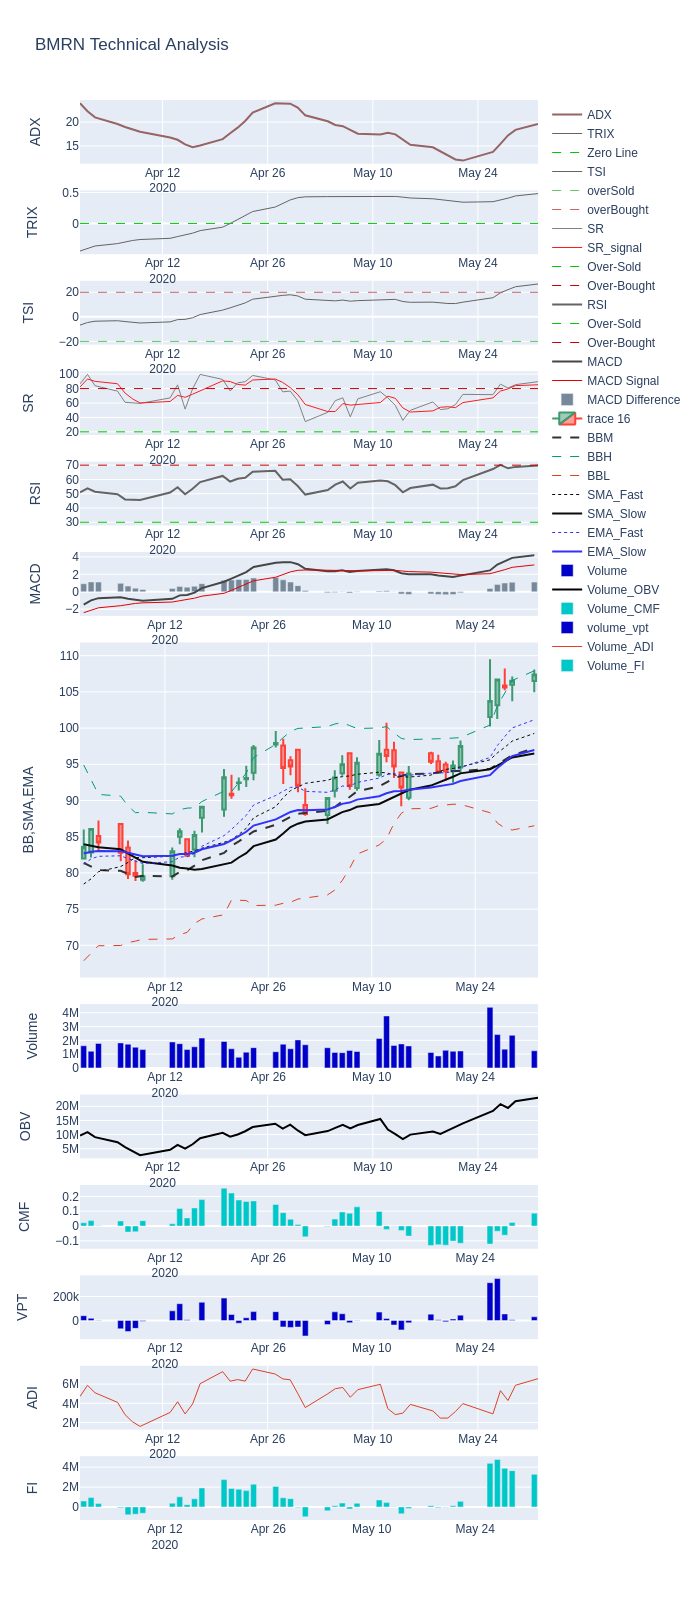 BMRN Technical Analysis
ADX
20
15
Apr 12
2020
Apr 26
May 10
May 24
TRIX
0.5
0
Apr 12
2020
Apr 26
May 10
May 24
TSI
20
0
−20
Apr 12
2020
Apr 26
May 10
May 24
SR
100
80
60
40
20
Apr 12
2020
Apr 26
May 10
May 24
RSI
70
60
50
40
30
Apr 12
2020
Apr 26
May 10
May 24
MACD
4
2
0
−2
Apr 12
2020
Apr 26
May 10
May 24
BB,SMA,EMA
110
105
100
95
90
85
80
75
70
Apr 12
2020
Apr 26
May 10
May 24
Volume
4M
3M
2M
1M
0
Apr 12
2020
Apr 26
May 10
May 24
OBV
20M
15M
10M
5M
Apr 12
2020
Apr 26
May 10
May 24
CMF
0.2
0.1
0
−0.1
Apr 12
2020
Apr 26
May 10
May 24
VPT
200k
0
Apr 12
2020
Apr 26
May 10
May 24
ADI
6M
4M
2M
Apr 12
2020
Apr 26
May 10
May 24
FI
4M
2M
0
Apr 12
2020
Apr 26
May 10
May 24
ADX
TRIX
Zero Line
TSI
overSold
overBought
SR
SR_signal
Over-Sold
Over-Bought
RSI
Over-Sold
Over-Bought
MACD
MACD Signal
MACD Difference
trace 16
BBM
BBH
BBL
SMA_Fast
SMA_Slow
EMA_Fast
EMA_Slow
Volume
Volume_OBV
Volume_CMF
volume_vpt
Volume_ADI
Volume_FI